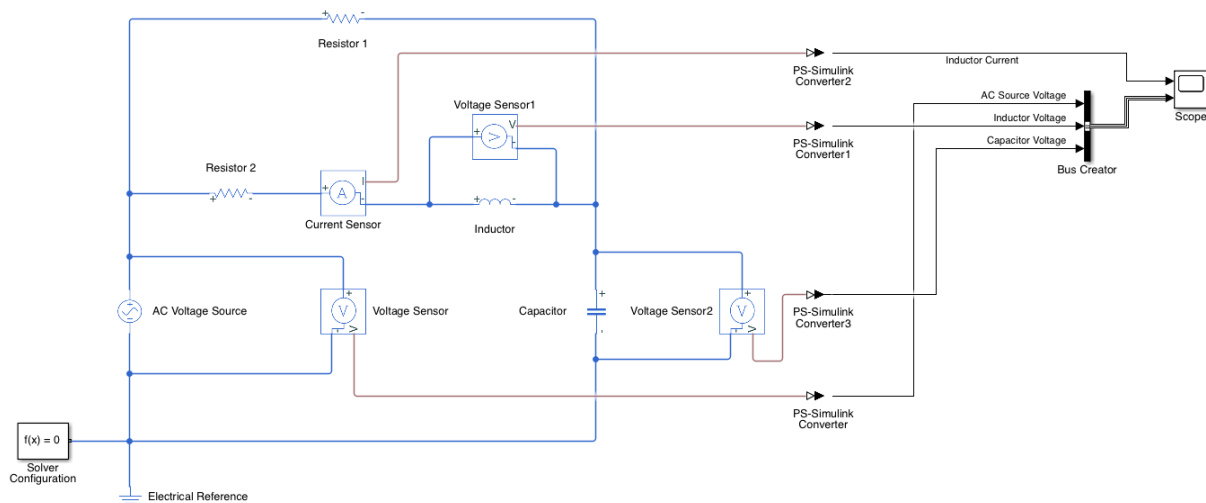 Resistor 1
PS-Simulink
Converter2
Inductor Current
Scope
Voltage Sensor1
V
AC Source Voltage
Inductor Voltage
Capacitor Voltage
PS-Simulink
Converter1
Bus Creator
Resistor 2
A
I
Current Sensor
Inductor
AC Voltage Source
V
V
Voltage Sensor
Capacitor
Voltage Sensor2
V
V
PS-Simulink
Converter3
PS-Simulink
Converter
f(x) = 0
Solver
Configuration
Electrical Reference